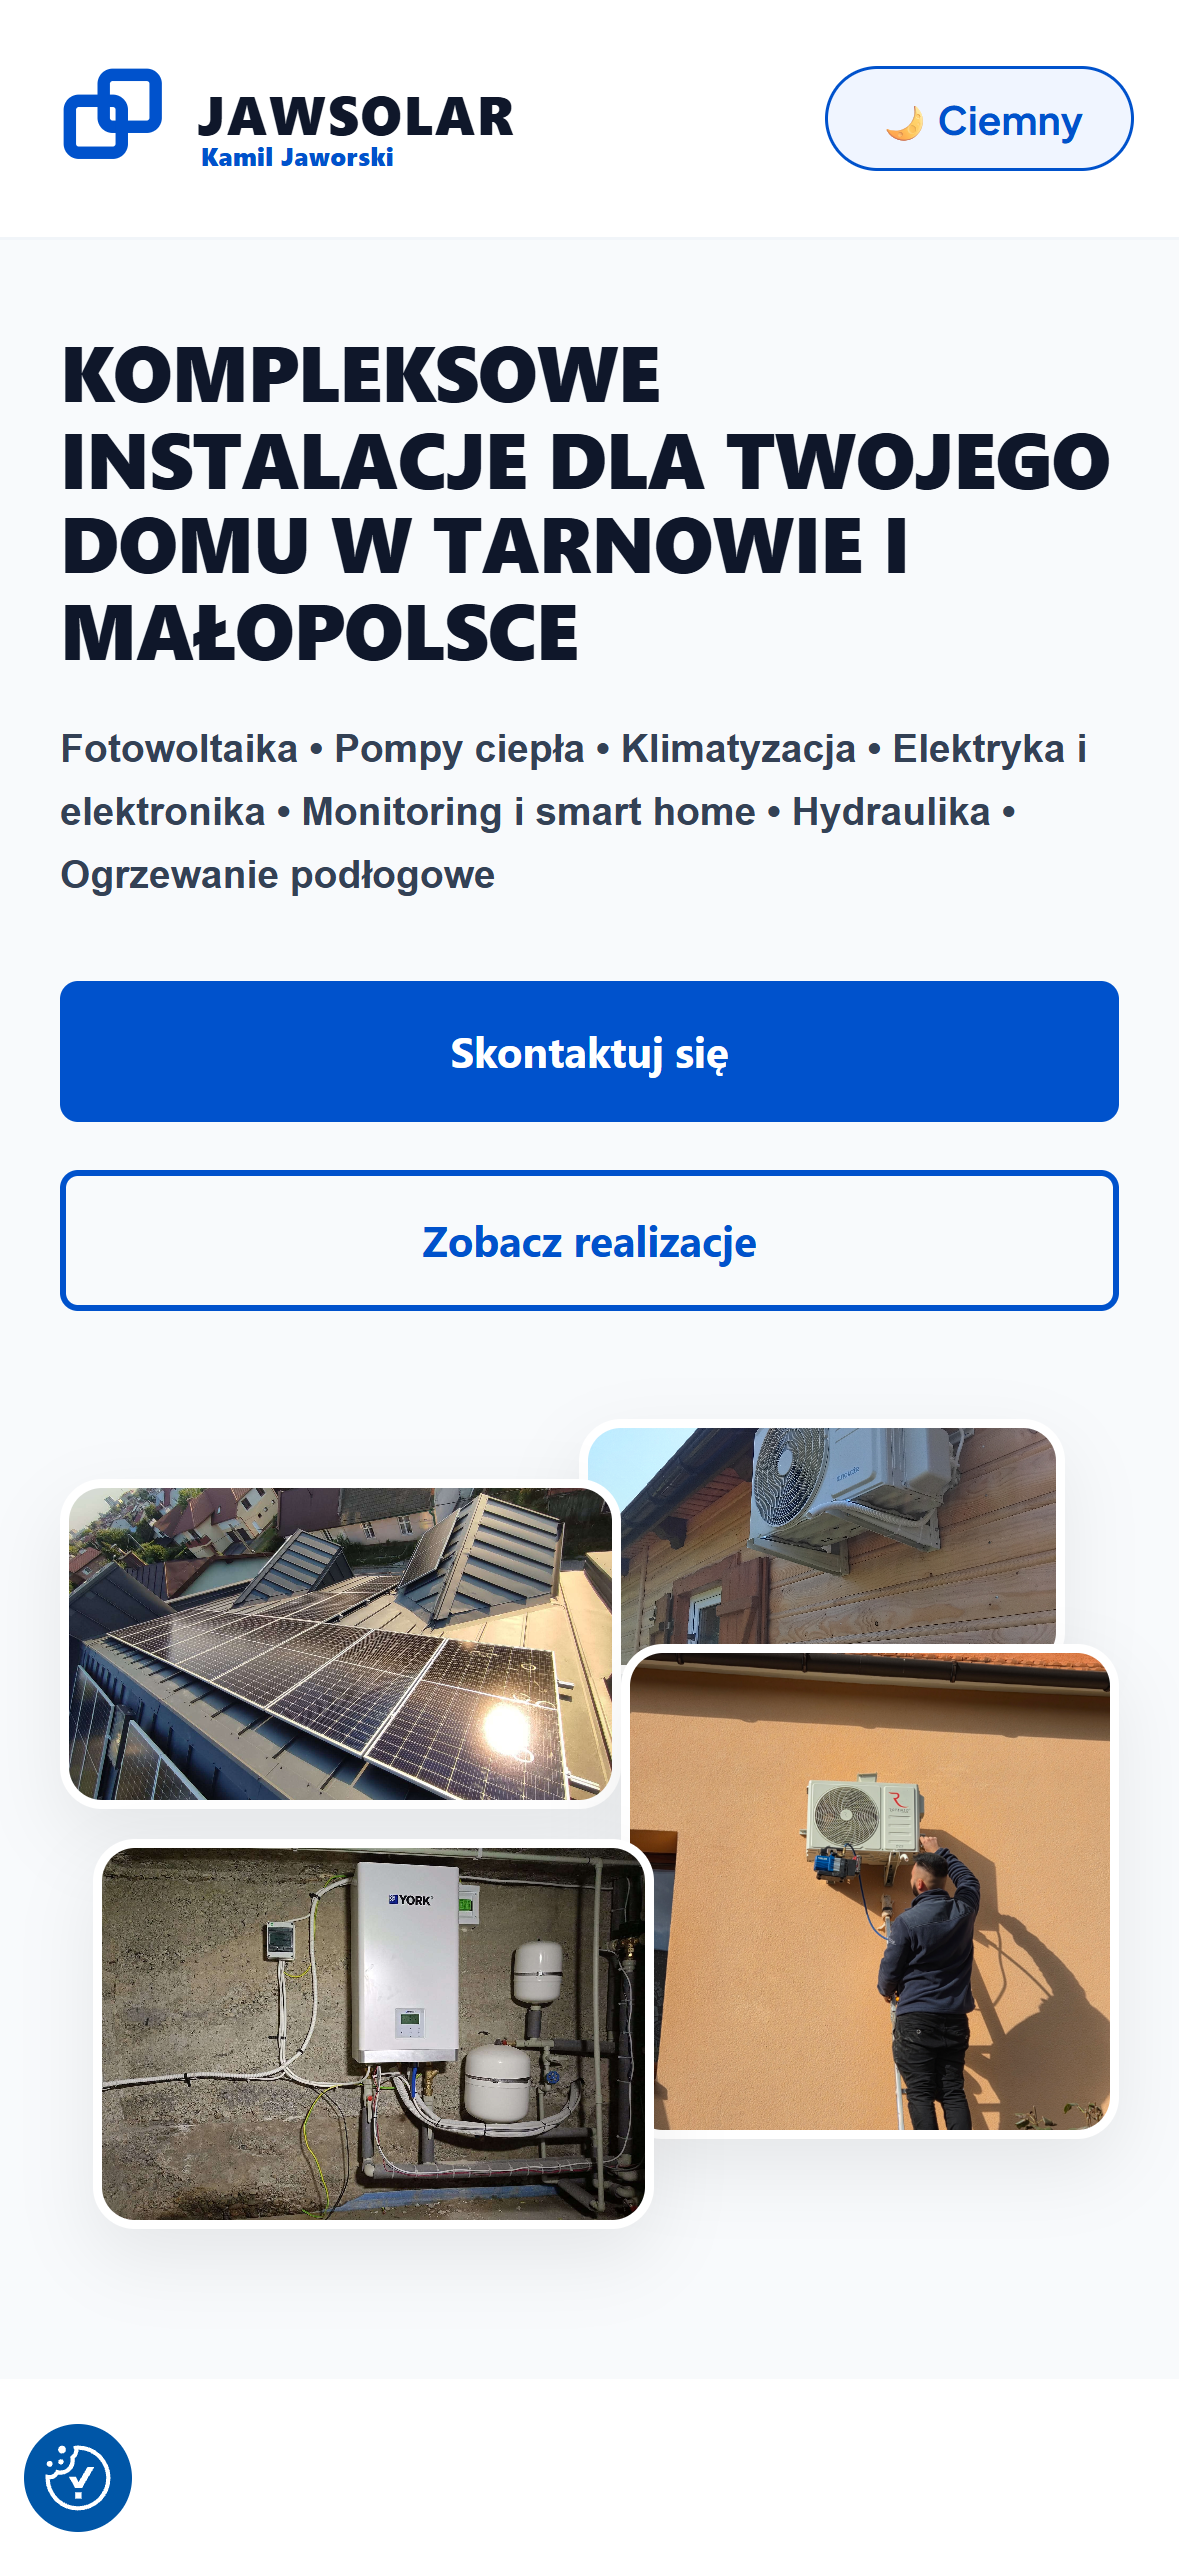 JAWSOLAR
Kamil Jaworski
🌙 Ciemny
KOMPLEKSOWE
INSTALACJE DLA TWOJEGO
DOMU W TARNOWIE I
MAŁOPOLSCE
Fotowoltaika • Pompy ciepła • Klimatyzacja • Elektryka i
elektronika • Monitoring i smart home • Hydraulika •
Ogrzewanie podłogowe
Skontaktuj się
Zobacz realizacje
YORK